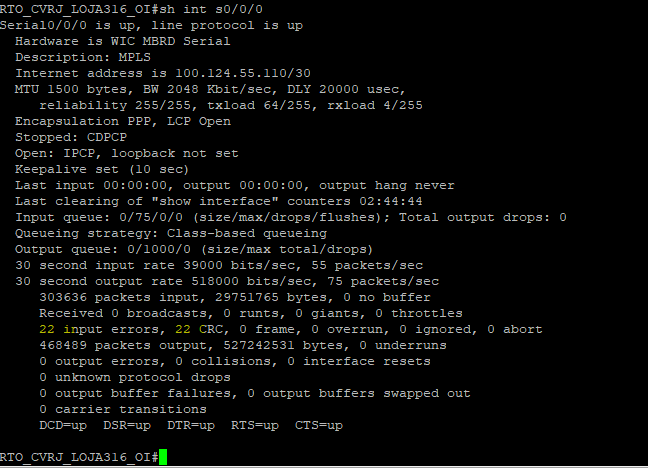 RTO_CVRJ_LOJA316_OI#sh int s0/0/0
Serial0/0/0 is up, line protocol is up
Hardware is WIC MBRD Serial
Description: MPLS
Internet address is 100.124.55.110/30
MTU 1500 bytes, BW 2048 Kbit/sec, DLY 20000 usec,
reliability 255/255, txload 64/255, rxload 4/255
Encapsulation PPP, LCP Open
Stopped: CDPCP
Open: IPCP, loopback not set
Keepalive set (10 sec)
Last input 00:00:00, output 00:00:00, output hang never
Last clearing of "show interface" counters 02:44:44
Input queue: 0/75/0/0 (size/max/drops/flushes); Total output drops: 0
Queueing strategy: Class-based queueing
Output queue: 0/1000/0 (size/max total/drops)
30 second input rate 39000 bits/sec, 55 packets/sec
30 second output rate 518000 bits/sec, 75 packets/sec
303636 packets input, 29751765 bytes, 0 no buffer
Received 0 broadcasts, 0 runts, 0 giants, 0 throttles
22 input errors, 22 CRC, 0 frame, 0 overrun, 0 ignored, 0 abort
468489 packets output, 527242531 bytes, 0 underruns
0 output errors, 0 collisions, 0 interface resets
0 unknown protocol drops
0 output buffer failures, 0 output buffers swapped out
0 carrier transitions
DCD=up  DSR=up  DTR=up  RTS=up  CTS=up
RTO_CVRJ_LOJA316_OI#